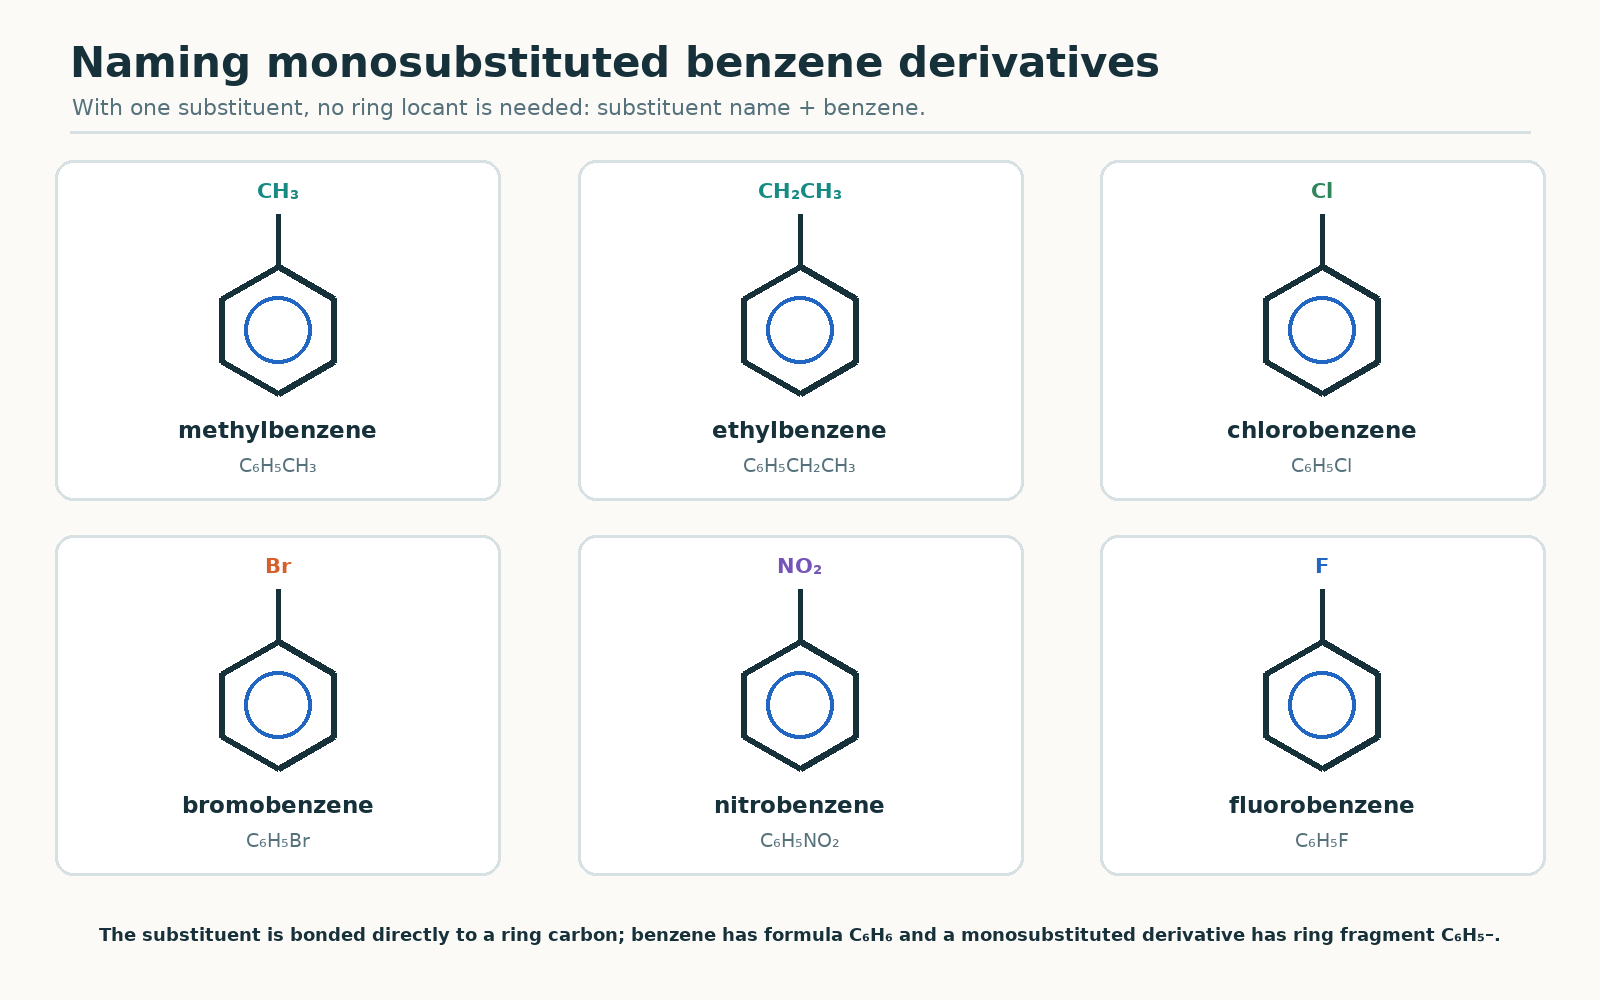 Naming monosubstituted benzene derivatives
With one substituent, no ring locant is needed: substituent name + benzene.
CH₃
CH₂CH₃
Cl
methylbenzene
ethylbenzene
chlorobenzene
C₆H₅CH₃
C₆H₅CH₂CH₃
C₆H₅Cl
Br
NO₂
F
bromobenzene
nitrobenzene
fluorobenzene
C₆H₅Br
C₆H₅NO₂
C₆H₅F
The substituent is bonded directly to a ring carbon; benzene has formula C₆H₆ and a monosubstituted derivative has ring fragment C₆H₅–.